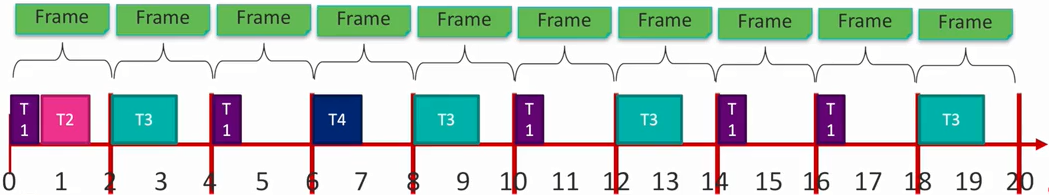 Frame Frame Frame Frame Frame Frame Frame Frame Frame Frame
T1 T2 T3 T1 T4 T3 T1 T3 T1 T1 T3
0 1 2 3 4 5 6 7 8 9 10 11 12 13 14 15 16 17 18 19 20